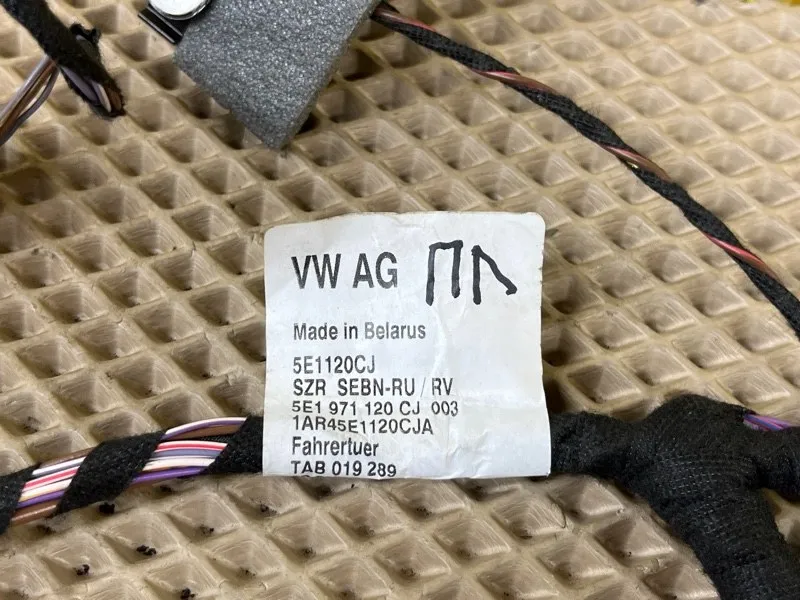 VW AG ПЛ
Made in Belarus
5E1120CJ
SZR SEBN-RU / RV
5E1 971 120 CJ 003
1AR45E1120CJA
Fahrertuer
TAB 019 289